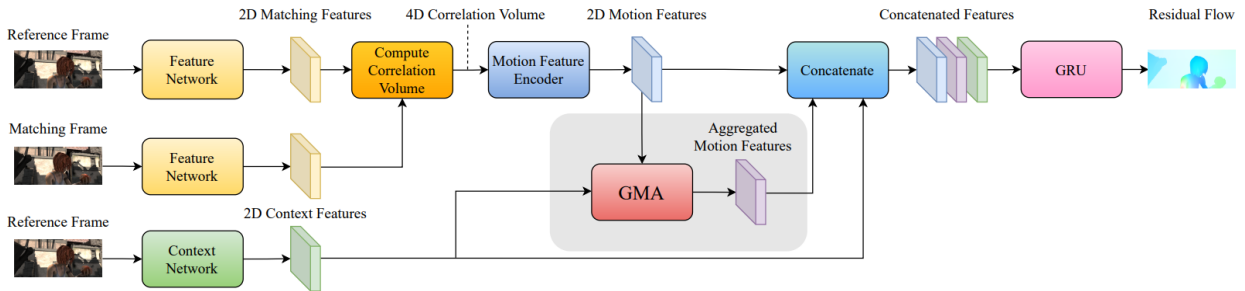 2D Matching Features
4D Correlation Volume
2D Motion Features
Concatenated Features
Residual Flow
Reference Frame
Feature
Network
Compute
Correlation
Volume
Motion Feature
Encoder
Concatenate
GRU
Matching Frame
Feature
Network
Aggregated
Motion Features
GMA
Reference Frame
2D Context Features
Context
Network